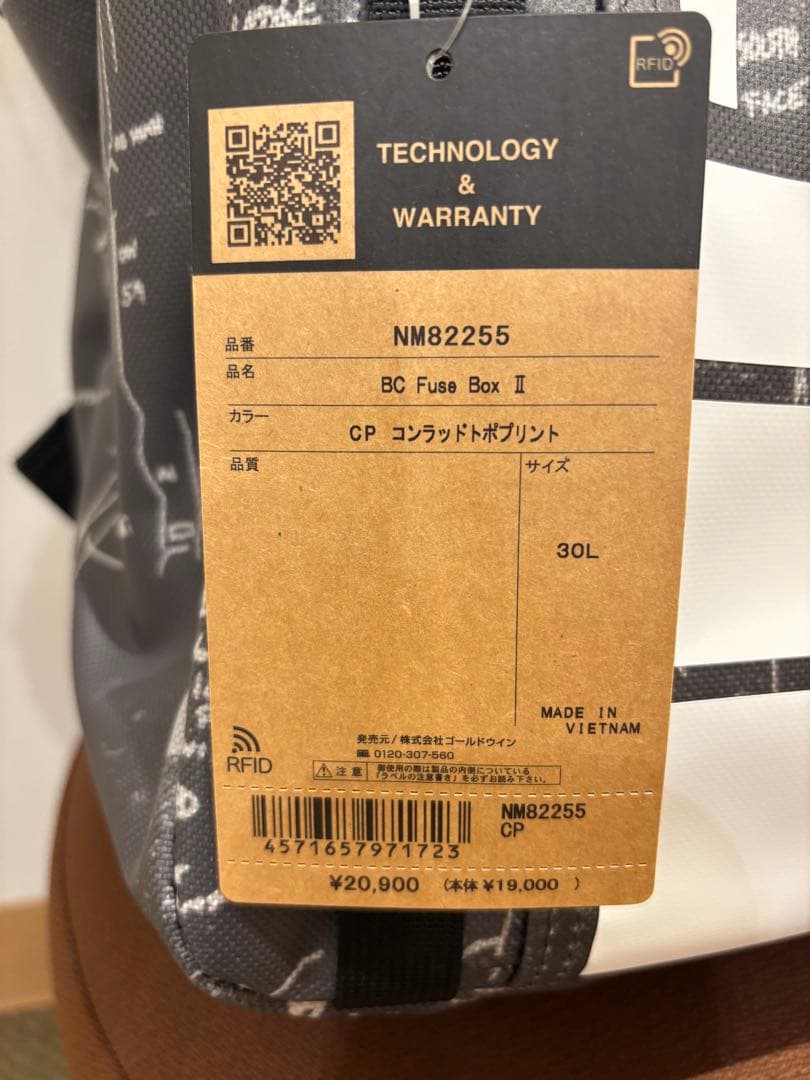 SOUTH
FACE
RFID
TECHNOLOGY
&
WARRANTY
品番 NM82255
品名 BC Fuse Box Ⅱ
カラー CP コンラッドトポプリント
品質 サイズ
30L
MADE IN
VIETNAM
RFID
発売元/株式会社ゴールドウイン
0120-307-560
注意 御使用の際は製品の内側についている
「ラベルの注意書き」を必ずお読み下さい。
NM82255
CP
4571657971723
¥20,900 (本体 ¥19,000 )